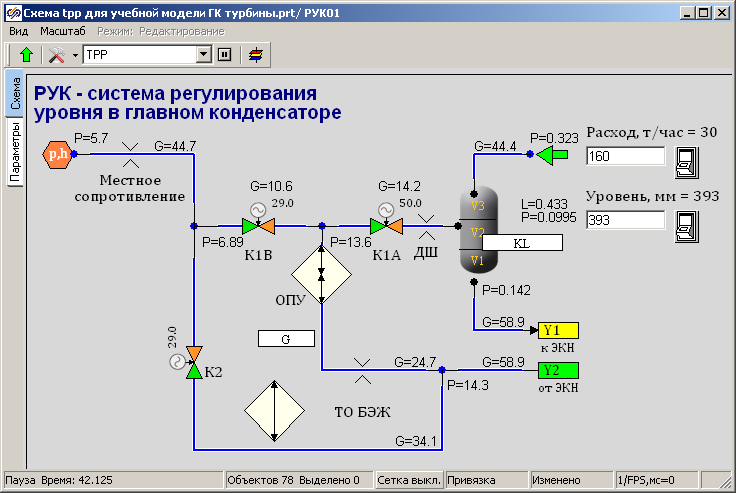 Схема tpp для учебной модели ГК турбины.prt/ РУК01
Вид Масштаб Режим: Редактирование
TPP
Схема
Параметры
РУК - система регулирования
уровня в главном конденсаторе
P=5.7
G=44.7
p,h
Местное
сопротивление
G=44.4
P=0.323
Расход, т/час = 30
160
Уровень, мм = 393
393
G=10.6
29.0
G=14.2
50.0
V3
V2
V1
L=0.433
P=0.0995
KL
P=6.89
К1В
P=13.6
К1А
ДШ
ОПУ
P=0.142
G
G=58.9
Y1
к ЭКН
29.0
К2
G=24.7
G=58.9
Y2
от ЭКН
P=14.3
ТО БЭЖ
G=34.1
Пауза Время: 42.125
Объектов 78 Выделено 0
Сетка выкл.
Привязка
Изменено
1/FPS,мс=0